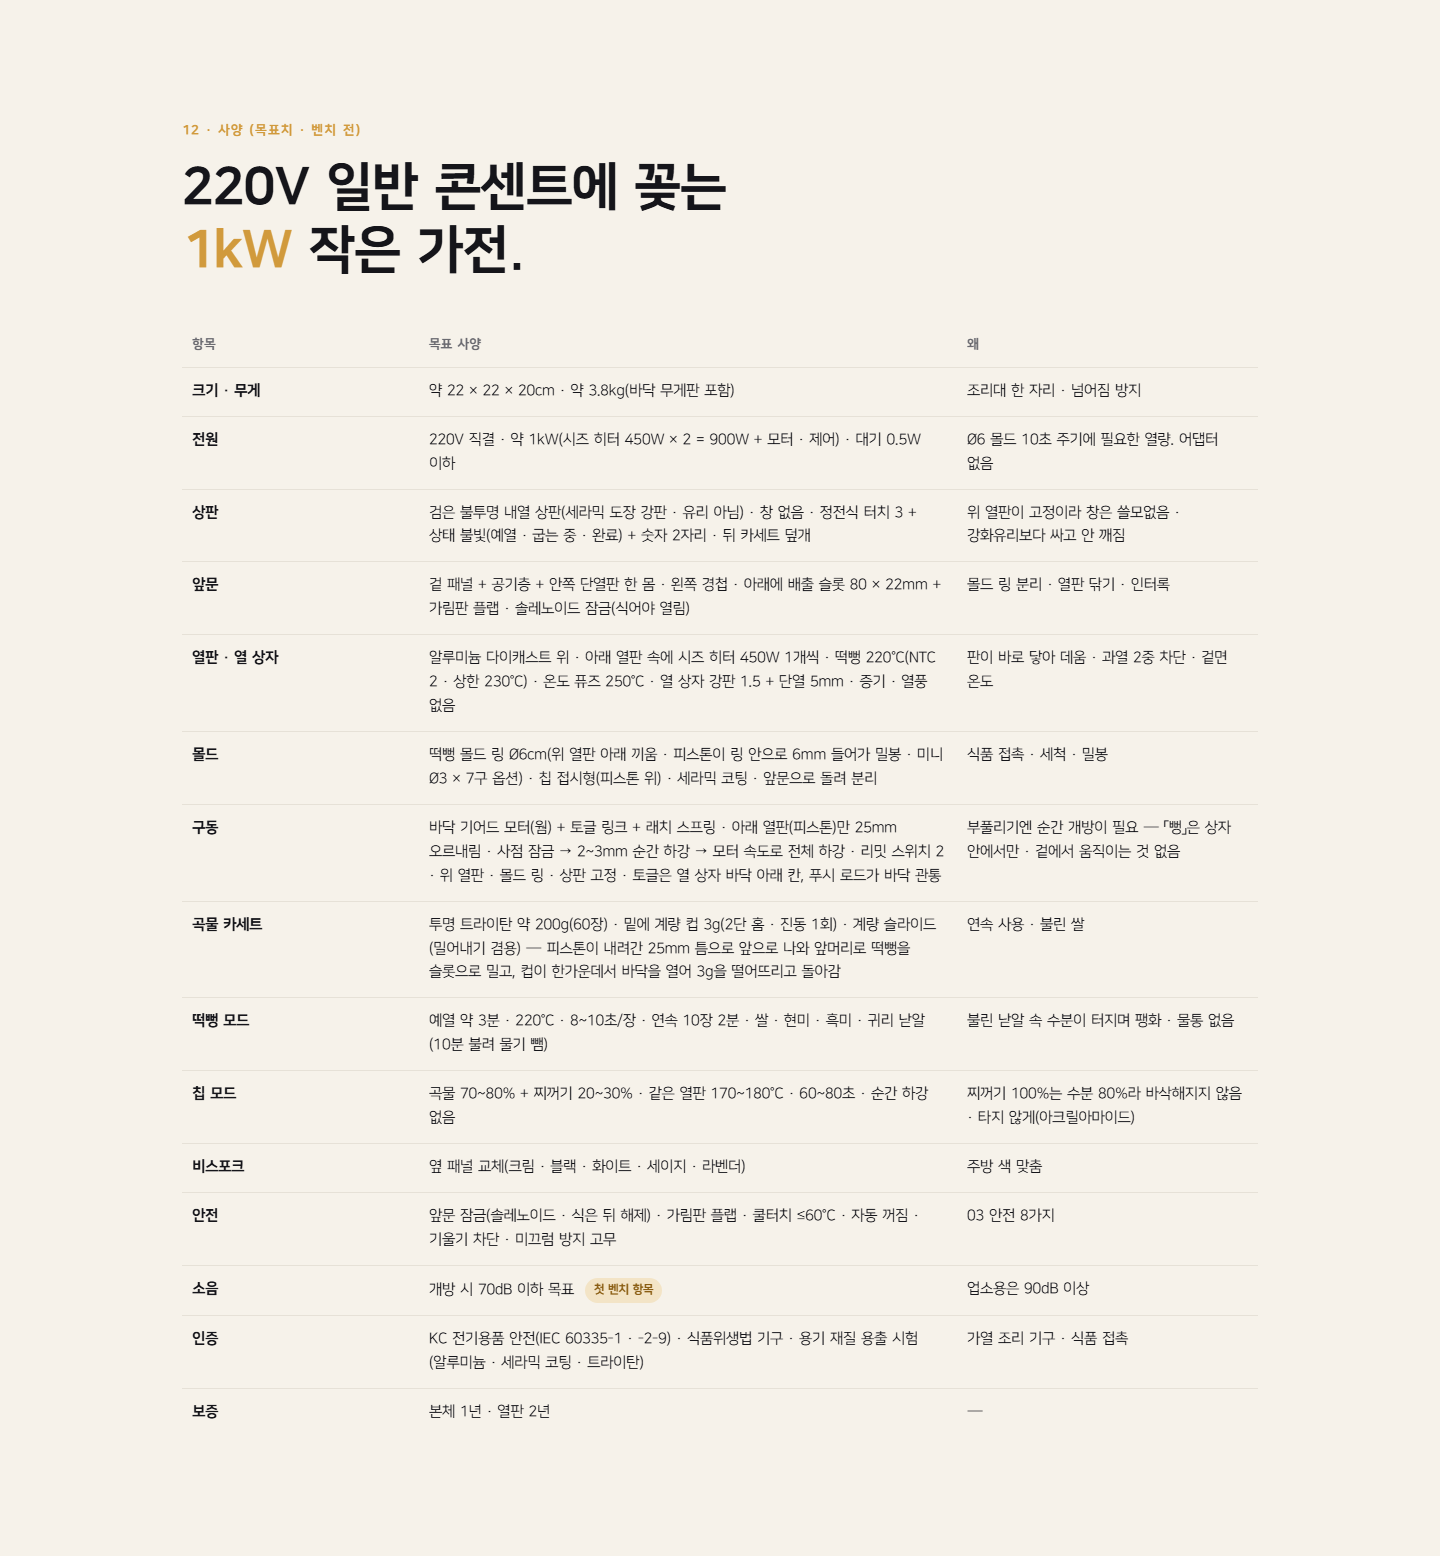 12 · 사양 (목표치 · 벤치 전)
220V 일반 콘센트에 꽂는
1kW 작은 가전.
항목 목표 사양 왜
크기 · 무게 약 22 × 22 × 20cm · 약 3.8kg(바닥 무게판 포함) 조리대 한 자리 · 넘어짐 방지
전원 220V 직결 · 약 1kW(시즈 히터 450W × 2 = 900W + 모터 · 제어) · 대기 0.5W
이하
Ø6 몰드 10초 주기에 필요한 열량. 어댑터
없음
상판 검은 불투명 내열 상판(세라믹 도장 강판 · 유리 아님) · 창 없음 · 정전식 터치 3 +
상태 불빛(예열 · 굽는 중 · 완료) + 숫자 2자리 · 뒤 카세트 덮개
위 열판이 고정이라 창은 쓸모없음 ·
강화유리보다 싸고 안 깨짐
앞문 겉 패널 + 공기층 + 안쪽 단열판 한 몸 · 왼쪽 경첩 · 아래에 배출 슬롯 80 × 22mm +
가림판 플랩 · 솔레노이드 잠금(식어야 열림)
몰드 링 분리 · 열판 닦기 · 인터록
열판 · 열 상자 알루미늄 다이캐스트 위 · 아래 열판 속에 시즈 히터 450W 1개씩 · 떡뻥 220℃(NTC
2 · 상한 230℃) · 온도 퓨즈 250℃ · 열 상자 강판 1.5 + 단열 5mm · 증기 · 열풍
없음
판이 바로 닿아 데움 · 과열 2중 차단 · 겉면
온도
몰드 떡뻥 몰드 링 Ø6cm(위 열판 아래 끼움 · 피스톤이 링 안으로 6mm 들어가 밀봉 · 미니
Ø3 × 7구 옵션) · 칩 접시형(피스톤 위) · 세라믹 코팅 · 앞문으로 돌려 분리
식품 접촉 · 세척 · 밀봉
구동 바닥 기어드 모터(웜) + 토글 링크 + 래치 스프링 · 아래 열판(피스톤)만 25mm
오르내림 · 사점 잠금 → 2~3mm 순간 하강 → 모터 속도로 전체 하강 · 리밋 스위치 2
· 위 열판 · 몰드 링 · 상판 고정 · 토글은 열 상자 바닥 아래 칸, 푸시 로드가 바닥 관통
부풀리기엔 순간 개방이 필요 — 「뻥」은 상자
안에서만 · 겉에서 움직이는 것 없음
곡물 카세트 투명 트라이탄 약 200g(60장) · 밑에 계량 컵 3g(2단 홈 · 진동 1회) · 계량 슬라이드
(밀어내기 겸용) — 피스톤이 내려간 25mm 틈으로 앞으로 나와 앞머리로 떡뻥을
슬롯으로 밀고, 컵이 한가운데서 바닥을 열어 3g을 떨어뜨리고 돌아감
연속 사용 · 불린 쌀
떡뻥 모드 예열 약 3분 · 220℃ · 8~10초/장 · 연속 10장 2분 · 쌀 · 현미 · 흑미 · 귀리 낟알
(10분 불려 물기 뺌)
불린 낟알 속 수분이 터지며 팽화 · 물통 없음
칩 모드 곡물 70~80% + 찌꺼기 20~30% · 같은 열판 170~180℃ · 60~80초 · 순간 하강
없음
찌꺼기 100%는 수분 80%라 바삭해지지 않음
· 타지 않게(아크릴아마이드)
비스포크 옆 패널 교체(크림 · 블랙 · 화이트 · 세이지 · 라벤더) 주방 색 맞춤
안전 앞문 잠금(솔레노이드 · 식은 뒤 해제) · 가림판 플랩 · 쿨터치 ≤60℃ · 자동 꺼짐 ·
기울기 차단 · 미끄럼 방지 고무
03 안전 8가지
소음 개방 시 70dB 이하 목표 첫 벤치 항목 업소용은 90dB 이상
인증 KC 전기용품 안전(IEC 60335-1 · -2-9) · 식품위생법 기구 · 용기 재질 용출 시험
(알루미늄 · 세라믹 코팅 · 트라이탄)
가열 조리 기구 · 식품 접촉
보증 본체 1년 · 열판 2년 —